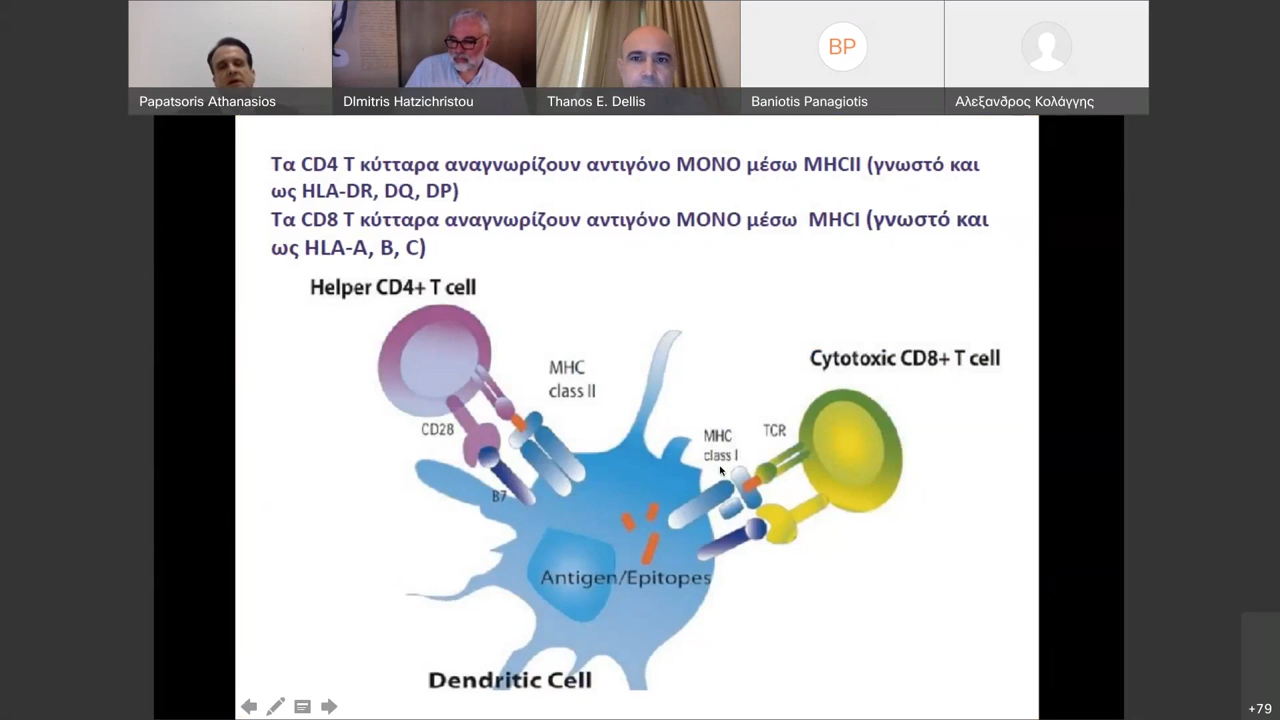 Papatsoris Athanasios
DImitris Hatzichristou
Thanos E. Dellis
BP
Baniotis Panagiotis
Αλεξανδρος Κολάγγης
Τα CD4 T κύτταρα αναγνωρίζουν αντιγόνο ΜΟΝΟ μέσω MHCII (γνωστό και
ως HLA-DR, DQ, DP)
Τα CD8 T κύτταρα αναγνωρίζουν αντιγόνο ΜΟΝΟ μέσω MHCI (γνωστό και
ως HLA-A, B, C)
Helper CD4+ T cell
MHC
class II
Cytotoxic CD8+ T cell
CD28
MHC
class I
TCR
B7
Antigen/Epitopes
Dendritic Cell
+79